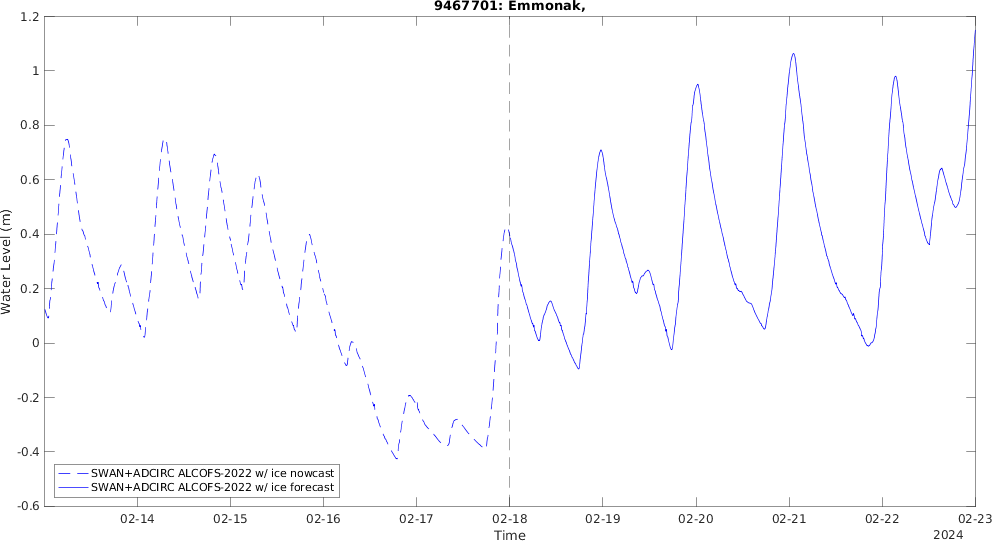 9467701: Emmonak,
1.2
1
0.8
0.6
0.4
0.2
0
-0.2
-0.4
-0.6
Water Level (m)
SWAN+ADCIRC ALCOFS-2022 w/ ice nowcast
SWAN+ADCIRC ALCOFS-2022 w/ ice forecast
02-14 02-15 02-16 02-17 02-18 02-19 02-20 02-21 02-22 02-23
Time
2024